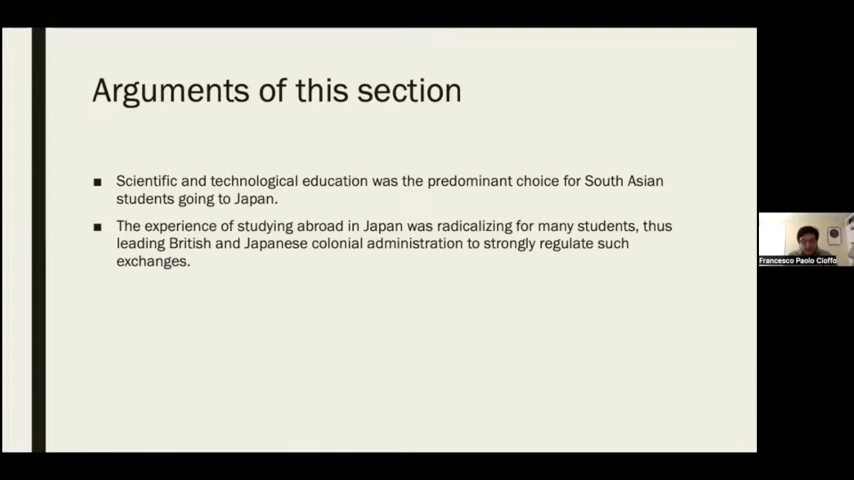 Arguments of this section
■ Scientific and technological education was the predominant choice for South Asian
students going to Japan.
■ The experience of studying abroad in Japan was radicalizing for many students, thus
leading British and Japanese colonial administration to strongly regulate such
exchanges.
Francesco Paolo Cioffo